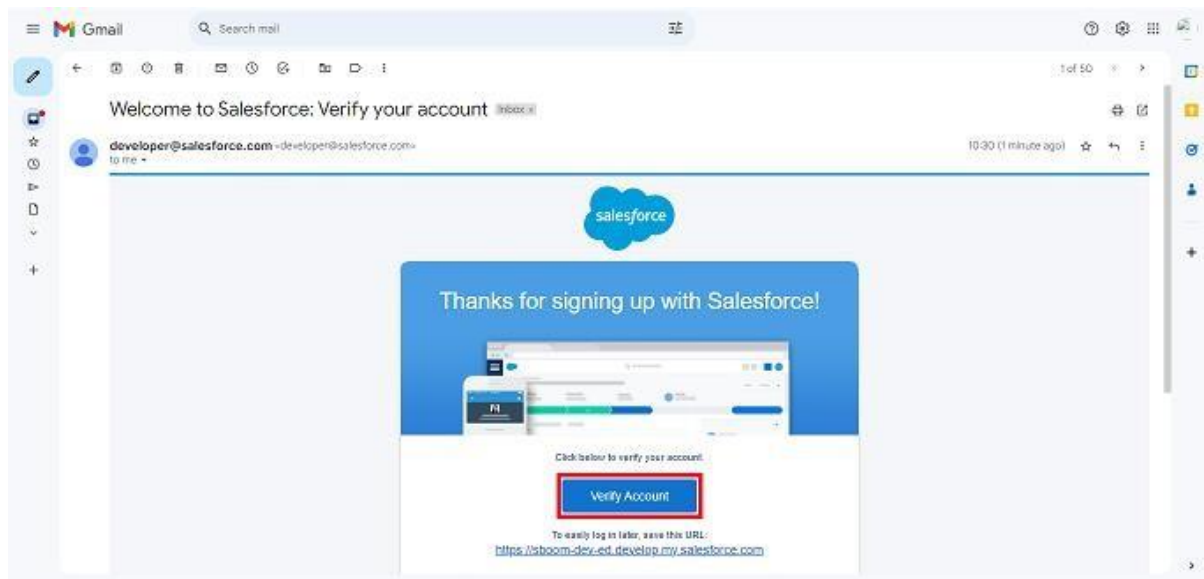 Gmail
Search mail
1 of 50
Welcome to Salesforce: Verify your account Inbox x
developer@salesforce.com <developer@salesforce.com>
10:30 (1 minute ago)
to me
salesforce
Thanks for signing up with Salesforce!
Click below to verify your account.
Verify Account
To easily log in later, save this URL:
https://sboom-dev-ed.develop.my.salesforce.com